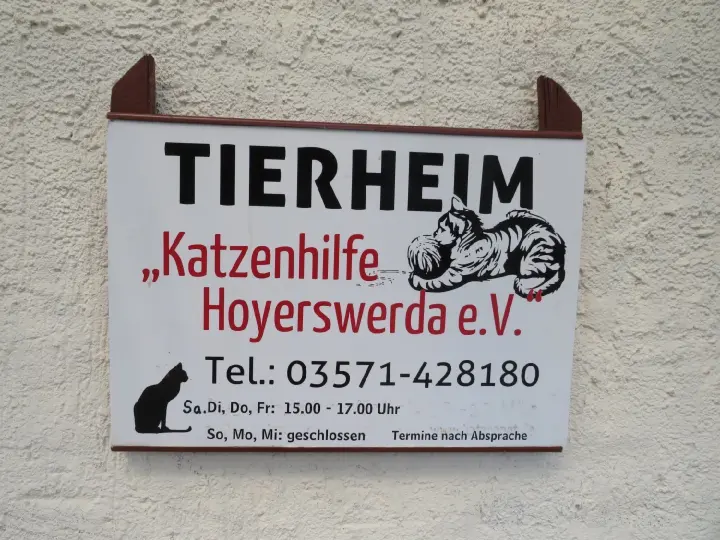 TIERHEIM
„Katzenhilfe
Hoyerswerda e.V.“
Tel.: 03571-428180
Sa.Di, Do, Fr: 15.00 - 17.00 Uhr
So, Mo, Mi: geschlossen Termine nach Absprache